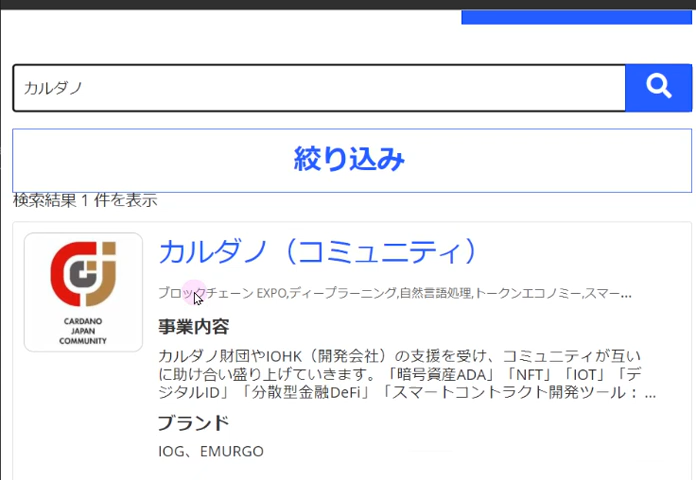 カルダノ
絞り込み
検索結果 1 件を表示
カルダノ（コミュニティ）
ブロックチェーン EXPO,ディープラーニング,自然言語処理,トークンエコノミー,スマー...
CARDANO
JAPAN
COMMUNITY
事業内容
カルダノ財団やIOHK（開発会社）の支援を受け、コミュニティが互い
に助け合い盛り上げていきます。「暗号資産ADA」「NFT」「IOT」「デ
ジタルID」「分散型金融DeFi」「スマートコントラクト開発ツール： ...
ブランド
IOG、EMURGO